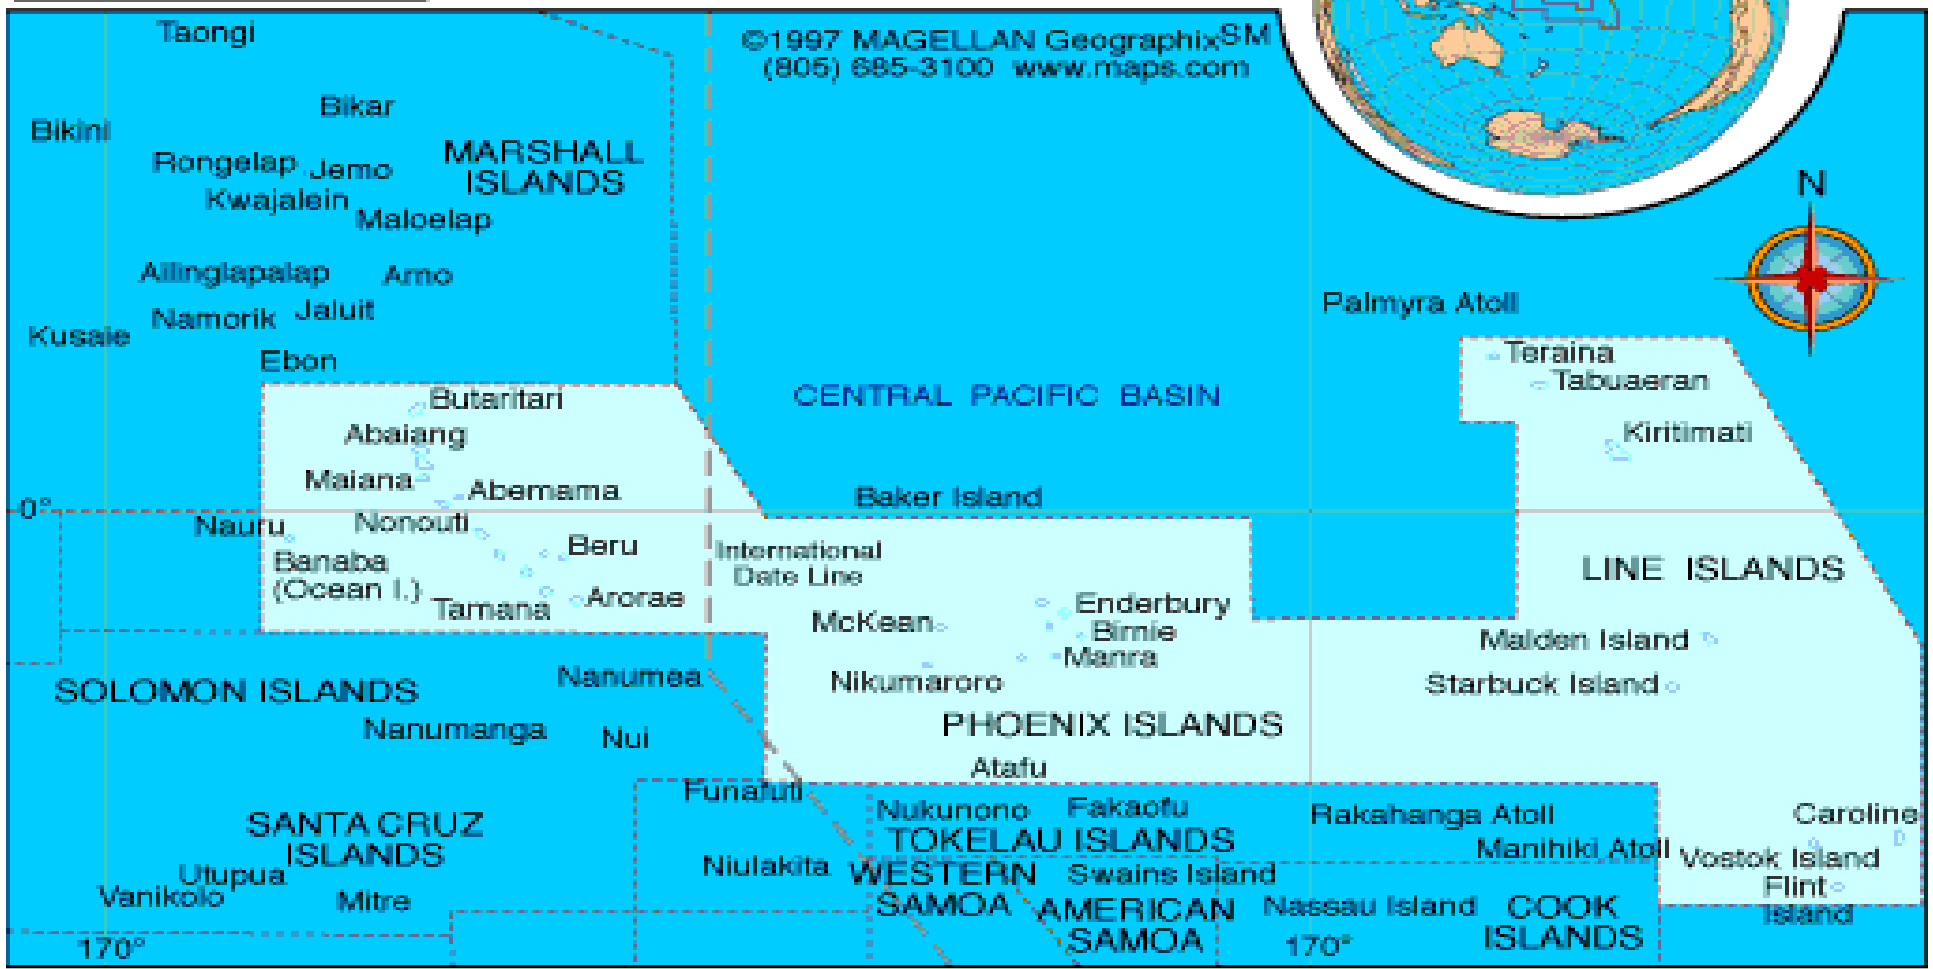 Taongi
©1997 MAGELLAN Geographix SM
(805) 685-3100 www.maps.com
Bikar
Bikini
MARSHALL
ISLANDS
Rongelap
Jemo
Kwajalein
Maloelap
N
Ailinglapalap
Arno
Namorik
Jaluit
Kusaie
Ebon
Palmyra Atoll
Teraina
Tabuaeran
Kiritimati
CENTRAL PACIFIC BASIN
Butaritari
Abaiang
Maiana
Abemama
Baker Island
0°
Nauru
Nonouti
Beru
Banaba
(Ocean I.)
Tamana
Arorae
International
Date Line
LINE ISLANDS
McKean
Enderbury
Birnie
Manra
Nikumaroro
Malden Island
Starbuck Island
SOLOMON ISLANDS
Nanumea
Nanumanga
Nui
PHOENIX ISLANDS
Atafu
Funafuti
Nukunono
Fakaofu
TOKELAU ISLANDS
Rakahanga Atoll
Manihiki Atoll
Caroline
Vostok Island
Flint
Island
SANTA CRUZ
ISLANDS
Utupua
Vanikolo
Mitre
Niulakita
WESTERN
SAMOA
Swains Island
AMERICAN
SAMOA
Nassau Island
COOK
ISLANDS
170°
170°